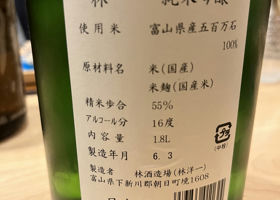 林 純米吟醸
使用米 富山県産五百万石
100%
原材料名 米(国産)
米麹(国産米)
精米歩合 55%
アルコール分 16度
内容量 1.8L
製造年月 6. 3
製造者 林酒造場(林洋一)
富山県下新川郡朝日町境1608